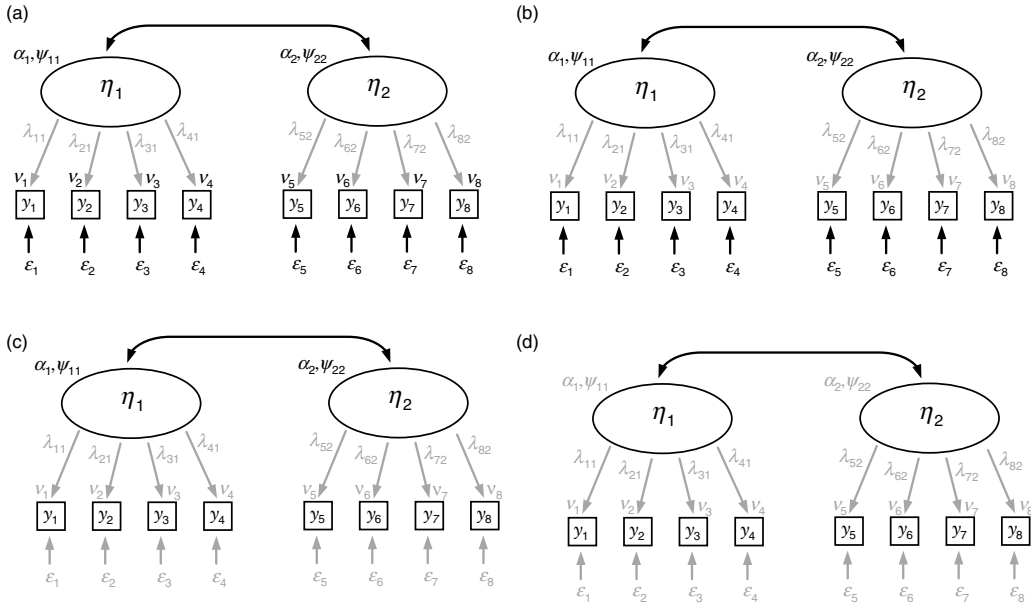 (a)
α₁,ψ₁₁ α₂,ψ₂₂
η₁ η₂
λ₁₁ λ₂₁ λ₃₁ λ₄₁ λ₅₂ λ₆₂ λ₇₂ λ₈₂
ν₁ ν₂ ν₃ ν₄ ν₅ ν₆ ν₇ ν₈
y₁ y₂ y₃ y₄ y₅ y₆ y₇ y₈
ε₁ ε₂ ε₃ ε₄ ε₅ ε₆ ε₇ ε₈
(b)
α₁,ψ₁₁ α₂,ψ₂₂
η₁ η₂
λ₁₁ λ₂₁ λ₃₁ λ₄₁ λ₅₂ λ₆₂ λ₇₂ λ₈₂
ν₁ ν₂ ν₃ ν₄ ν₅ ν₆ ν₇ ν₈
y₁ y₂ y₃ y₄ y₅ y₆ y₇ y₈
ε₁ ε₂ ε₃ ε₄ ε₅ ε₆ ε₇ ε₈
(c)
α₁,ψ₁₁ α₂,ψ₂₂
η₁ η₂
λ₁₁ λ₂₁ λ₃₁ λ₄₁ λ₅₂ λ₆₂ λ₇₂ λ₈₂
ν₁ ν₂ ν₃ ν₄ ν₅ ν₆ ν₇ ν₈
y₁ y₂ y₃ y₄ y₅ y₆ y₇ y₈
ε₁ ε₂ ε₃ ε₄ ε₅ ε₆ ε₇ ε₈
(d)
α₁,ψ₁₁ α₂,ψ₂₂
η₁ η₂
λ₁₁ λ₂₁ λ₃₁ λ₄₁ λ₅₂ λ₆₂ λ₇₂ λ₈₂
ν₁ ν₂ ν₃ ν₄ ν₅ ν₆ ν₇ ν₈
y₁ y₂ y₃ y₄ y₅ y₆ y₇ y₈
ε₁ ε₂ ε₃ ε₄ ε₅ ε₆ ε₇ ε₈